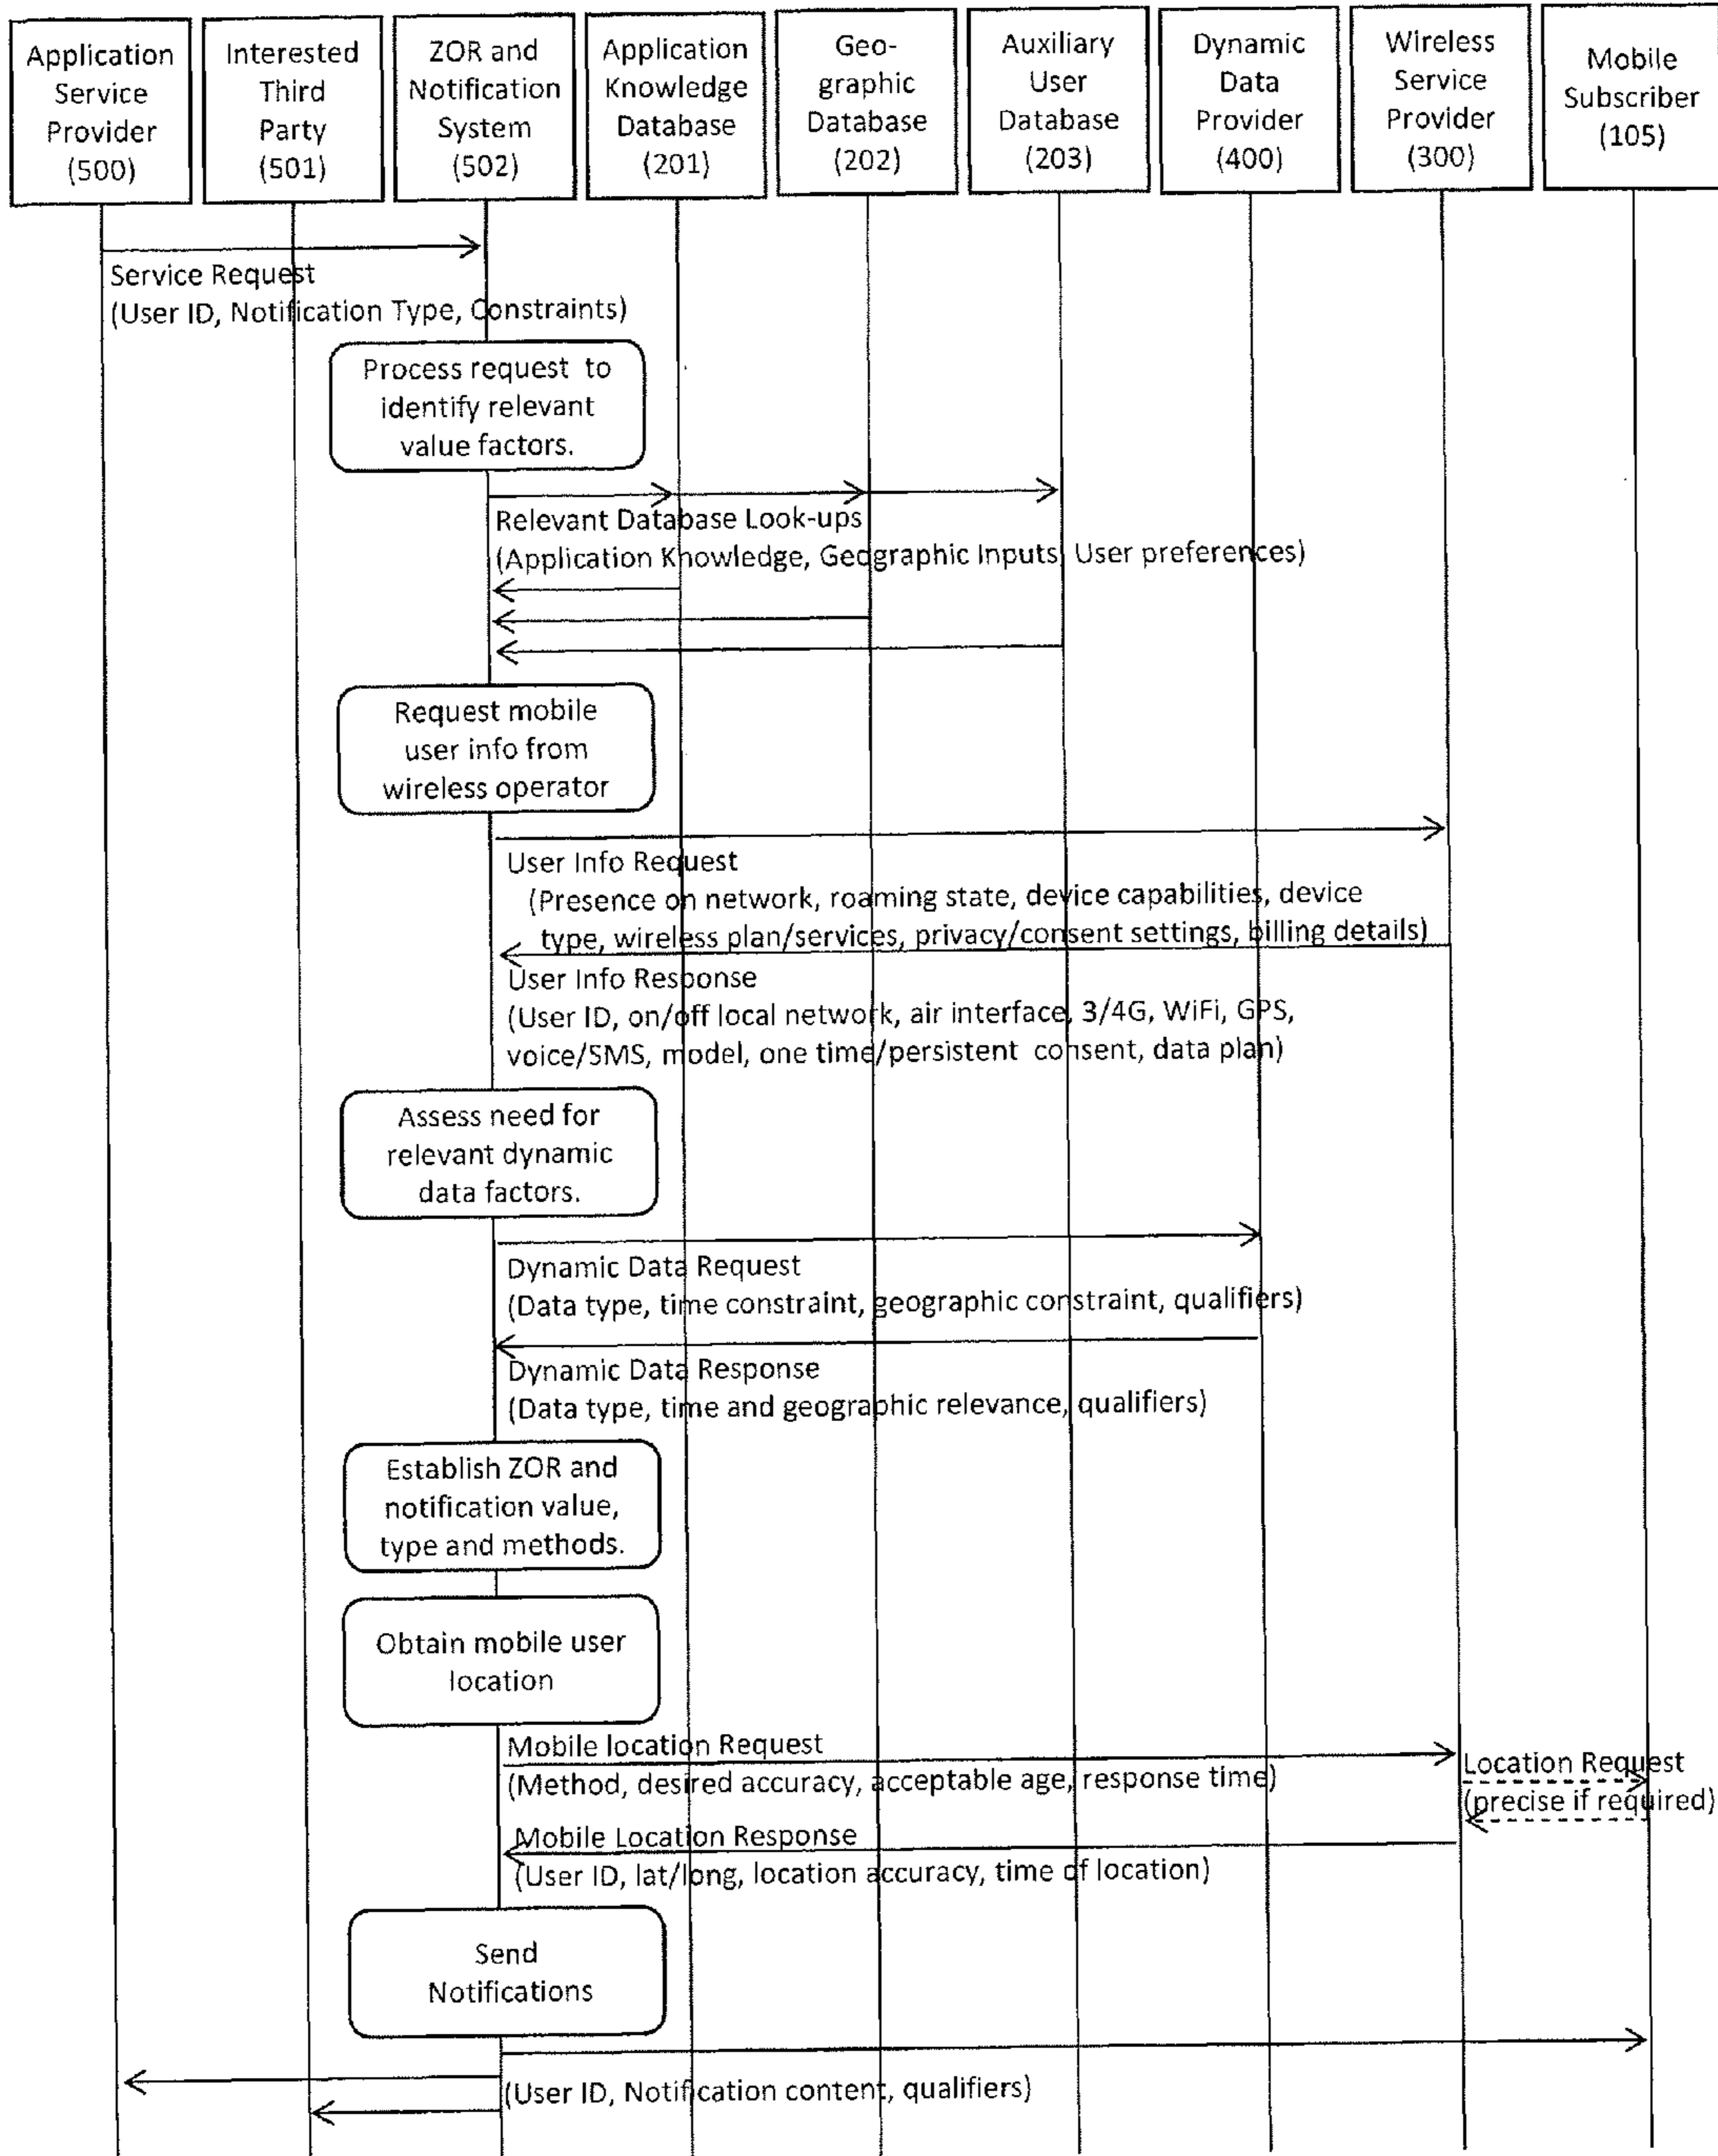 Application
Service
Provider
(500)
Interested
Third
Party
(501)
ZOR and
Notification
System
(502)
Application
Knowledge
Database
(201)
Geo-
graphic
Database
(202)
Auxiliary
User
Database
(203)
Dynamic
Data
Provider
(400)
Wireless
Service
Provider
(300)
Mobile
Subscriber
(105)
Service Request
(User ID, Notification Type, Constraints)
Process request to
identify relevant
value factors.
Relevant Database Look-ups
(Application Knowledge, Geographic Inputs, User preferences)
Request mobile
user info from
wireless operator
User Info Request
(Presence on network, roaming state, device capabilities, device
type, wireless plan/services, privacy/consent settings, billing details)
User Info Response
(User ID, on/off local network, air interface, 3/4G, WiFi, GPS,
voice/SMS, model, one time/persistent consent, data plan)
Assess need for
relevant dynamic
data factors.
Dynamic Data Request
(Data type, time constraint, geographic constraint, qualifiers)
Dynamic Data Response
(Data type, time and geographic relevance, qualifiers)
Establish ZOR and
notification value,
type and methods.
Obtain mobile user
location
Mobile location Request
(Method, desired accuracy, acceptable age, response time)
Location Request
(precise if required)
Mobile Location Response
(User ID, lat/long, location accuracy, time of location)
Send
Notifications
(User ID, Notification content, qualifiers)